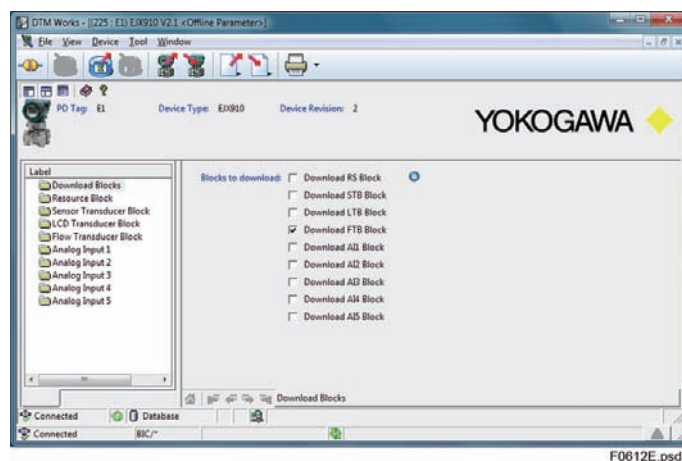 DTM Works - [(225 : E1) EJX910 V2.1 <Offline Parameter>]
File View Device Tool Window
PD Tag: E1 Device Type: EJX910 Device Revision: 2
YOKOGAWA
Label
Download Blocks
Resource Block
Sensor Transducer Block
LCD Transducer Block
Flow Transducer Block
Analog Input 1
Analog Input 2
Analog Input 3
Analog Input 4
Analog Input 5
Blocks to download: Download RS Block
Download STB Block
Download LTB Block
Download FTB Block
Download AI1 Block
Download AI2 Block
Download AI3 Block
Download AI4 Block
Download AI5 Block
Download Blocks
Connected Database
Connected BIC/~
F0612E.psd